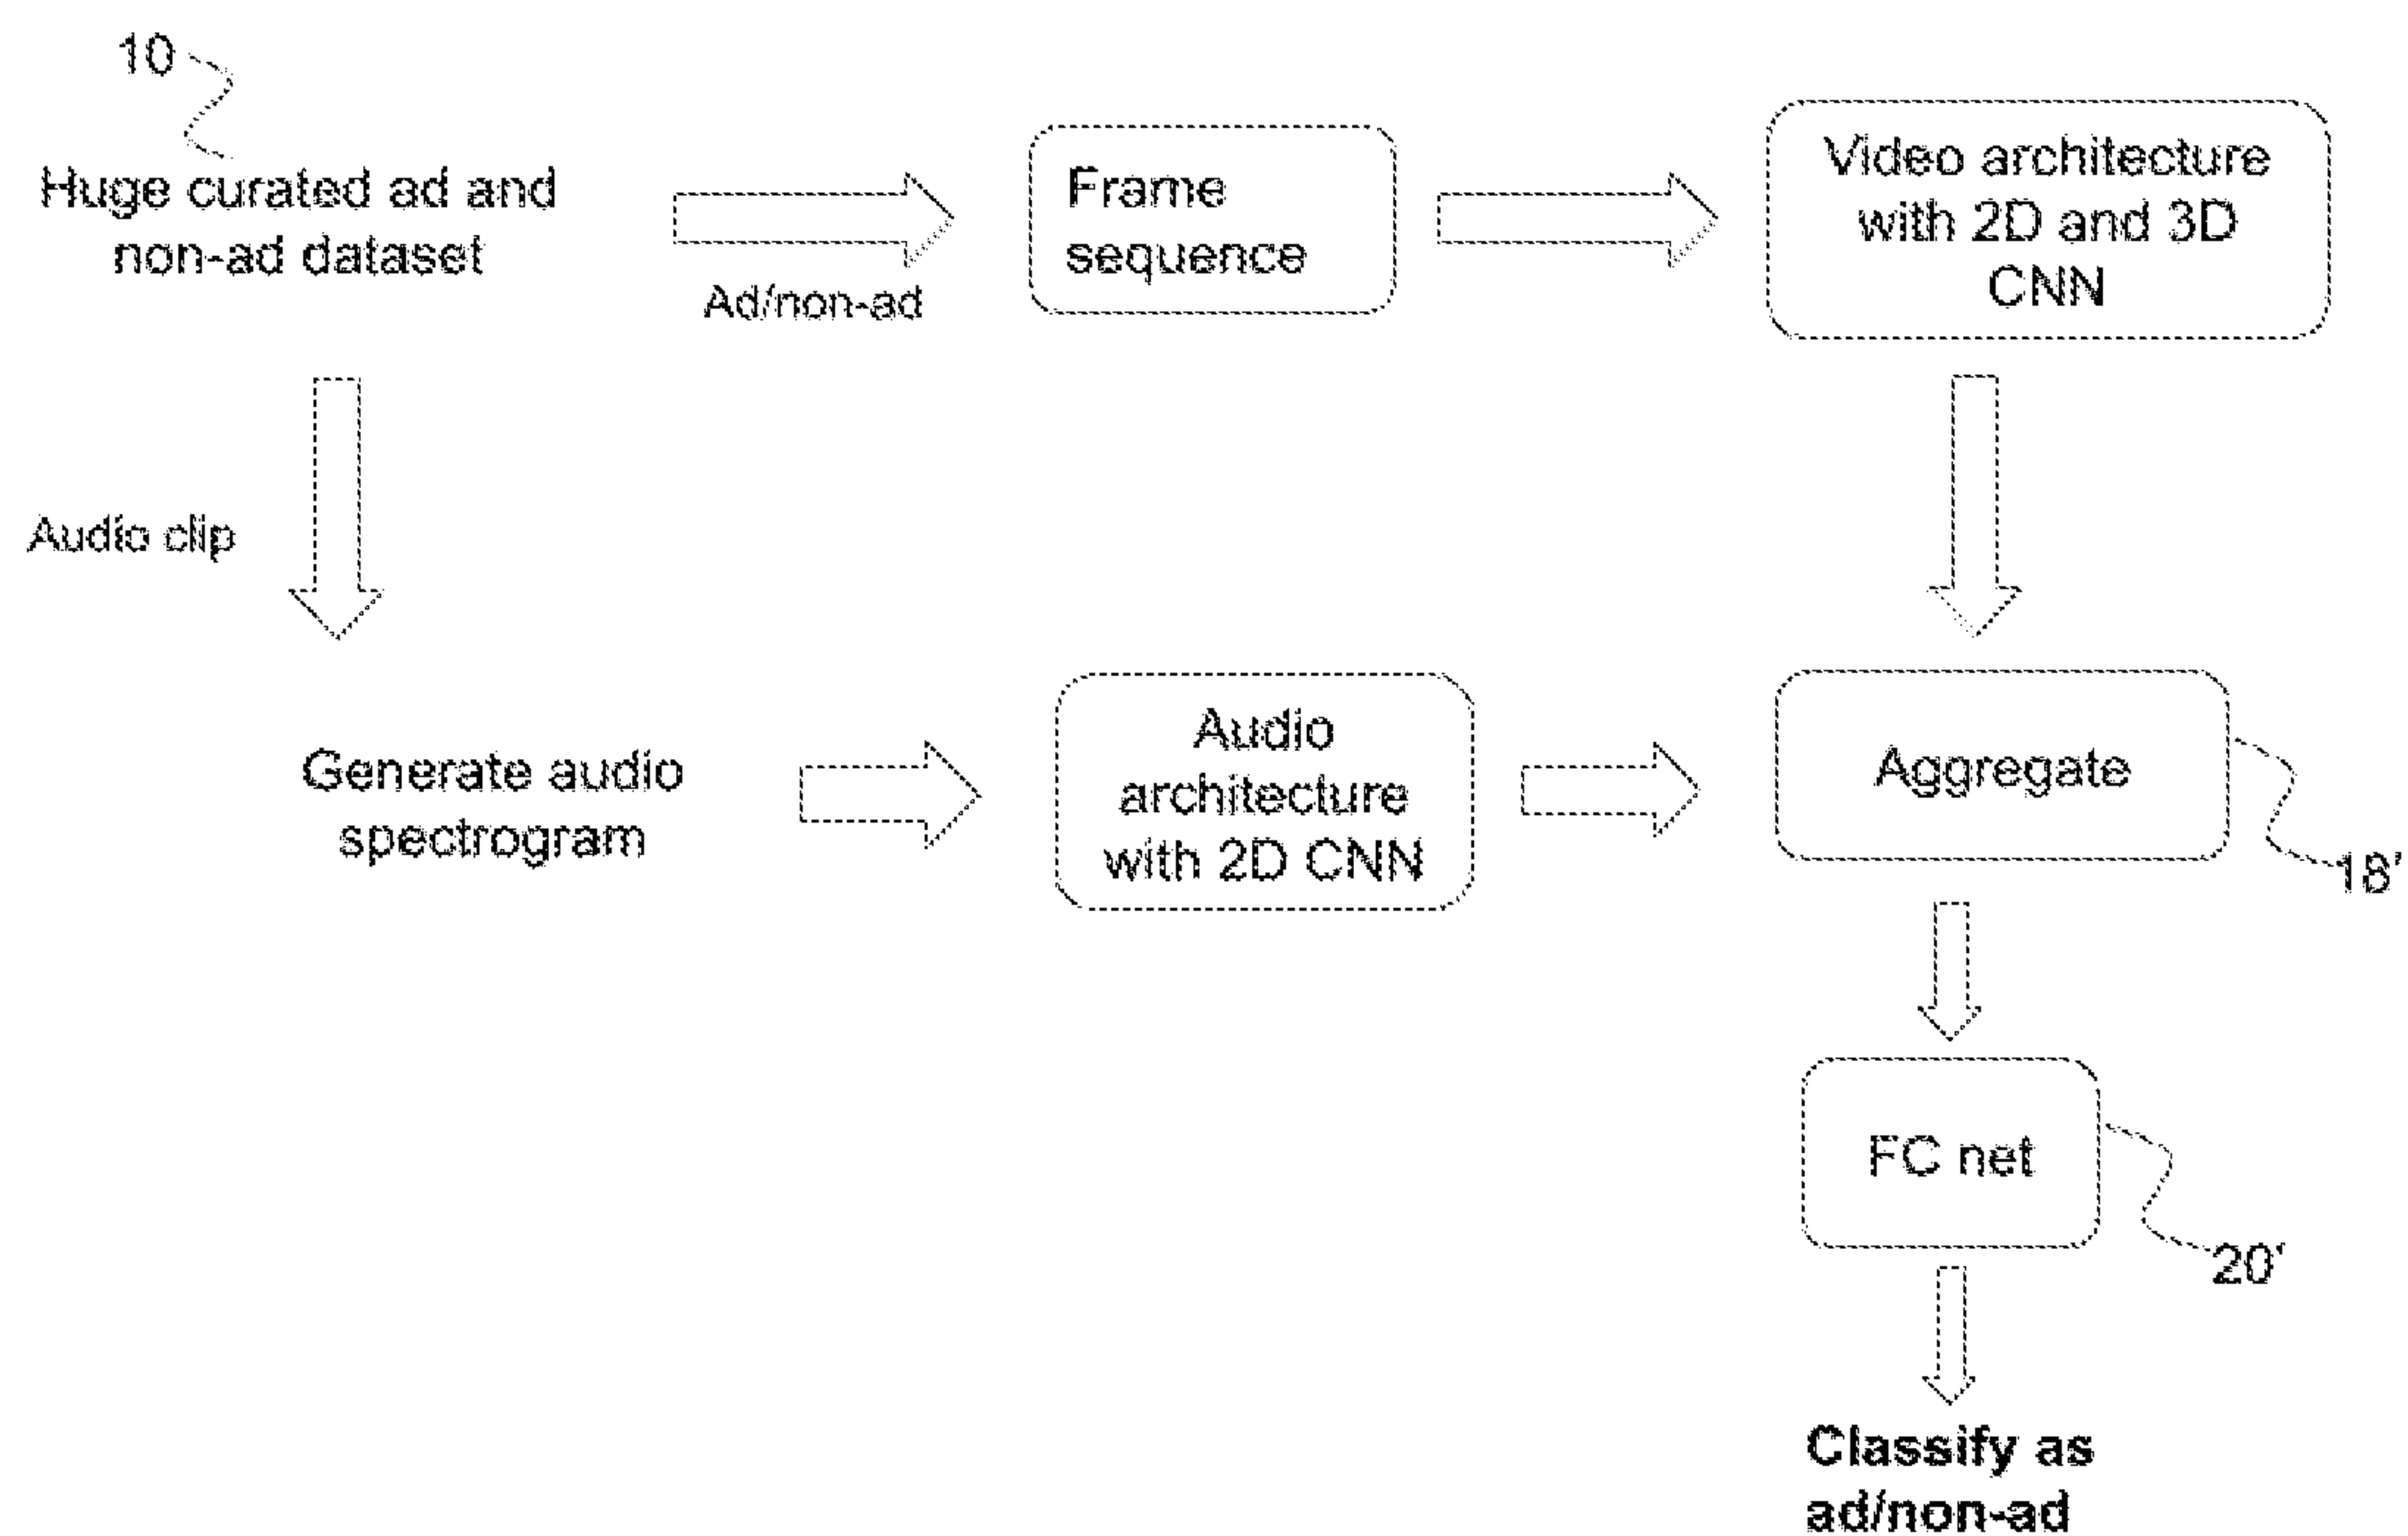 10
Huge curated ad and
non-ad dataset
Ad/non-ad
Frame
sequence
Video architecture
with 2D and 3D
CNN
Audio clip
Generate audio
spectrogram
Audio
architecture
with 2D CNN
Aggregate
18'
FC net
20'
Classify as
ad/non-ad